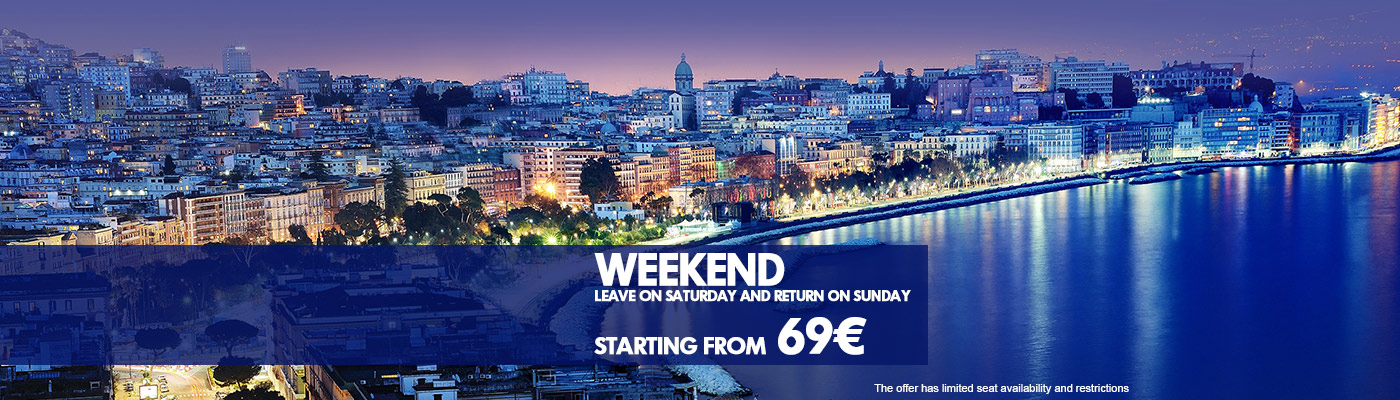 WEEKEND
LEAVE ON SATURDAY AND RETURN ON SUNDAY
STARTING FROM 69€
The offer has limited seat availability and restrictions